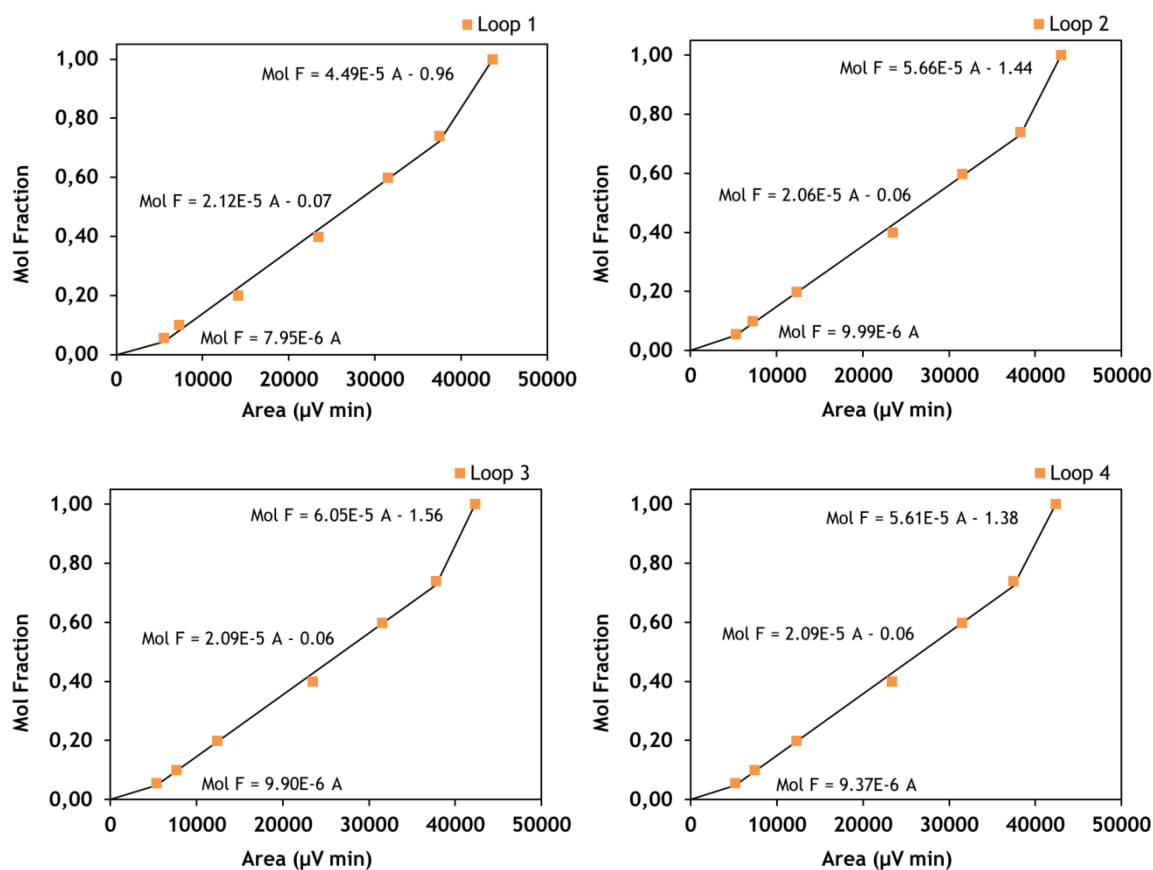 Loop 1
1,00
0,80
0,60
0,40
0,20
0,00
Mol Fraction
Mol F = 4.49E-5 A - 0.96
Mol F = 2.12E-5 A - 0.07
Mol F = 7.95E-6 A
0 10000 20000 30000 40000 50000
Area (µV min)
Loop 2
1,00
0,80
0,60
0,40
0,20
0,00
Mol Fraction
Mol F = 5.66E-5 A - 1.44
Mol F = 2.06E-5 A - 0.06
Mol F = 9.99E-6 A
0 10000 20000 30000 40000 50000
Area (µV min)
Loop 3
1,00
0,80
0,60
0,40
0,20
0,00
Mol Fraction
Mol F = 6.05E-5 A - 1.56
Mol F = 2.09E-5 A - 0.06
Mol F = 9.90E-6 A
0 10000 20000 30000 40000 50000
Area (µV min)
Loop 4
1,00
0,80
0,60
0,40
0,20
0,00
Mol Fraction
Mol F = 5.61E-5 A - 1.38
Mol F = 2.09E-5 A - 0.06
Mol F = 9.37E-6 A
0 10000 20000 30000 40000 50000
Area (µV min)